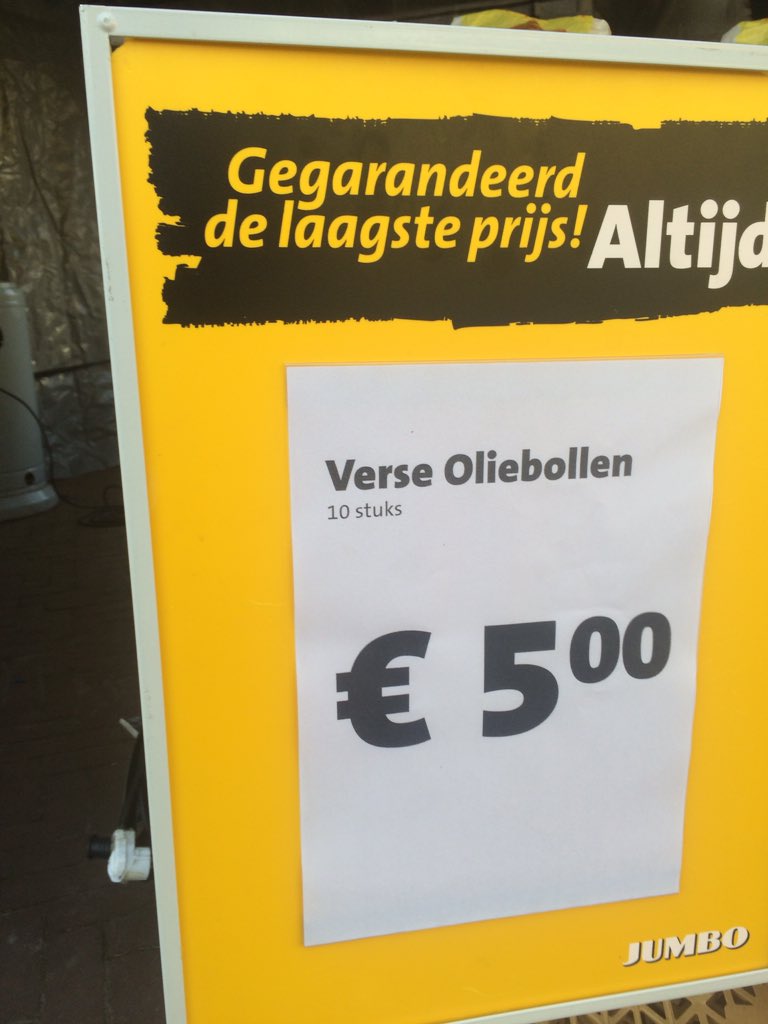 Gegarandeerd
de laagste prijs! Altijd
Verse Oliebollen
10 stuks
€ 500
JUMBO